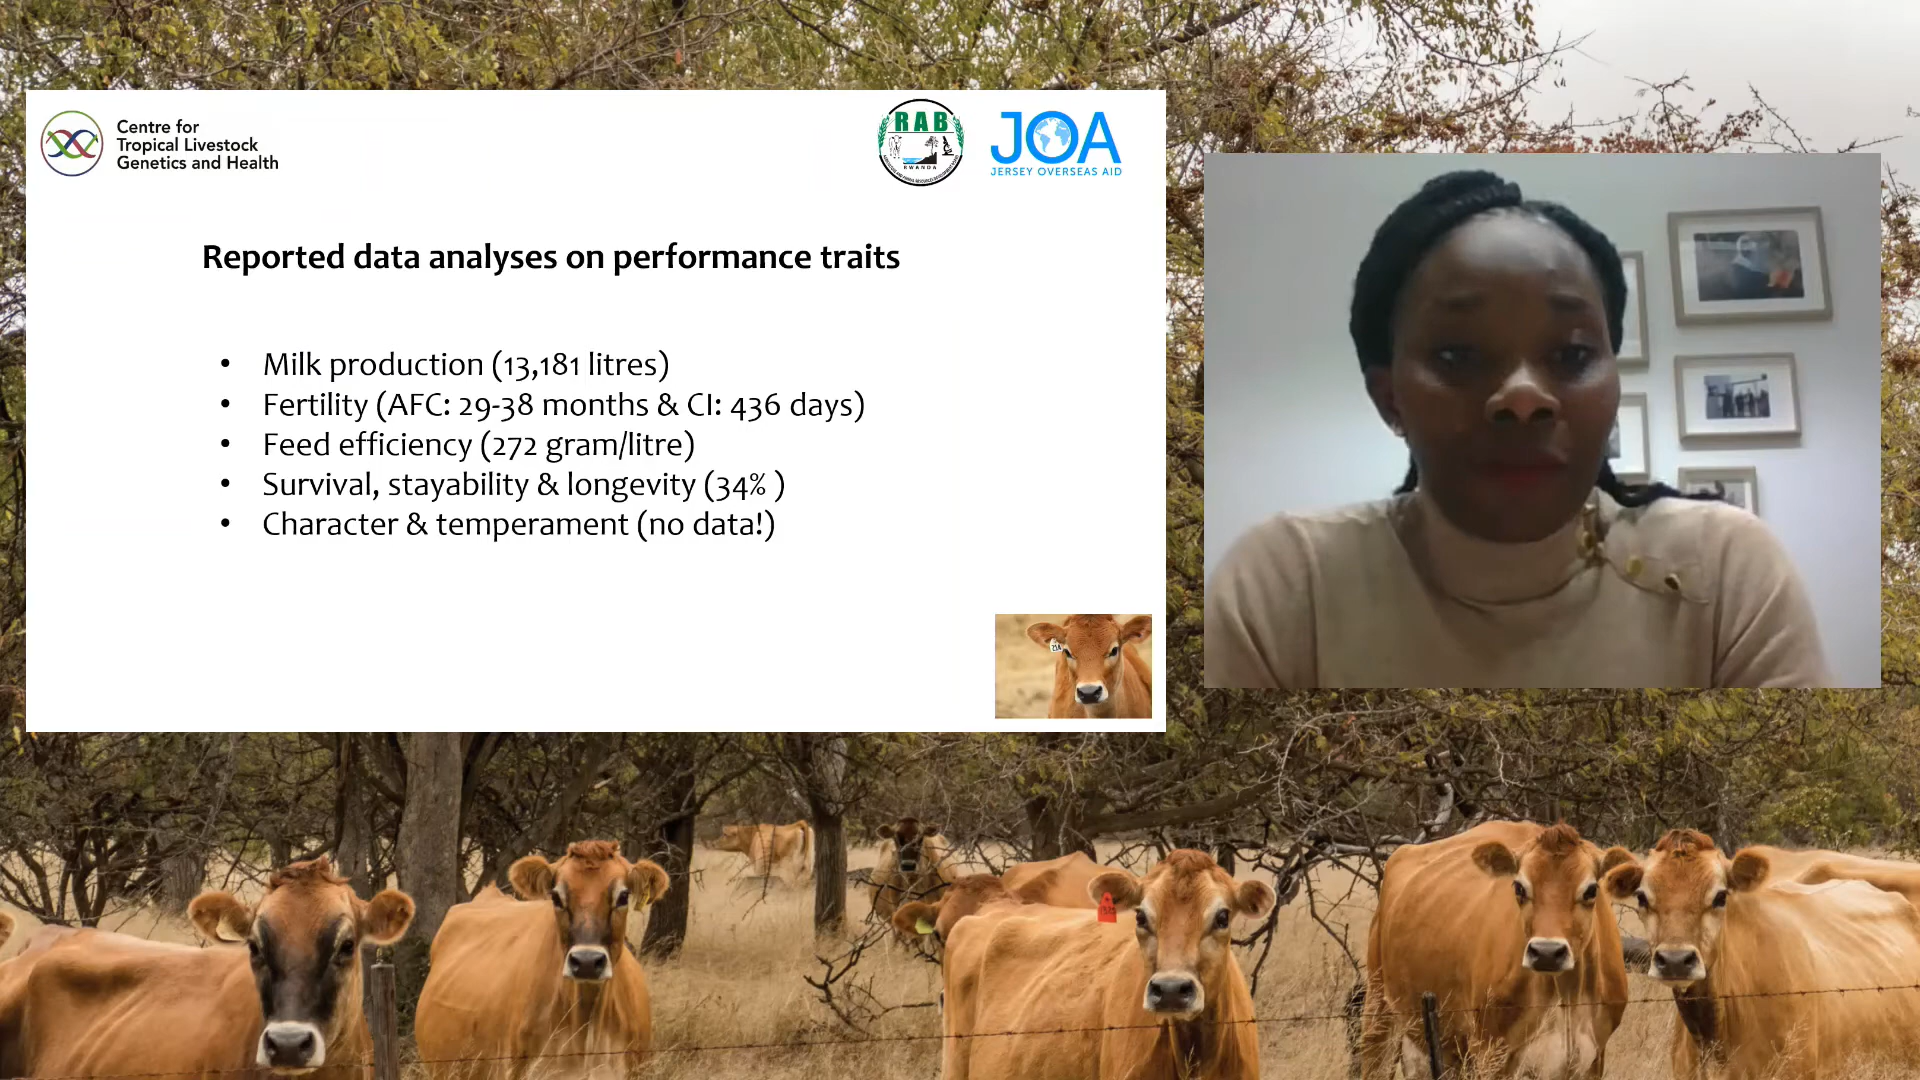 Centre for
Tropical Livestock
Genetics and Health
RAB
RWANDA
JOA
JERSEY OVERSEAS AID
Reported data analyses on performance traits
• Milk production (13,181 litres)
• Fertility (AFC: 29-38 months & CI: 436 days)
• Feed efficiency (272 gram/litre)
• Survival, stayability & longevity (34% )
• Character & temperament (no data!)